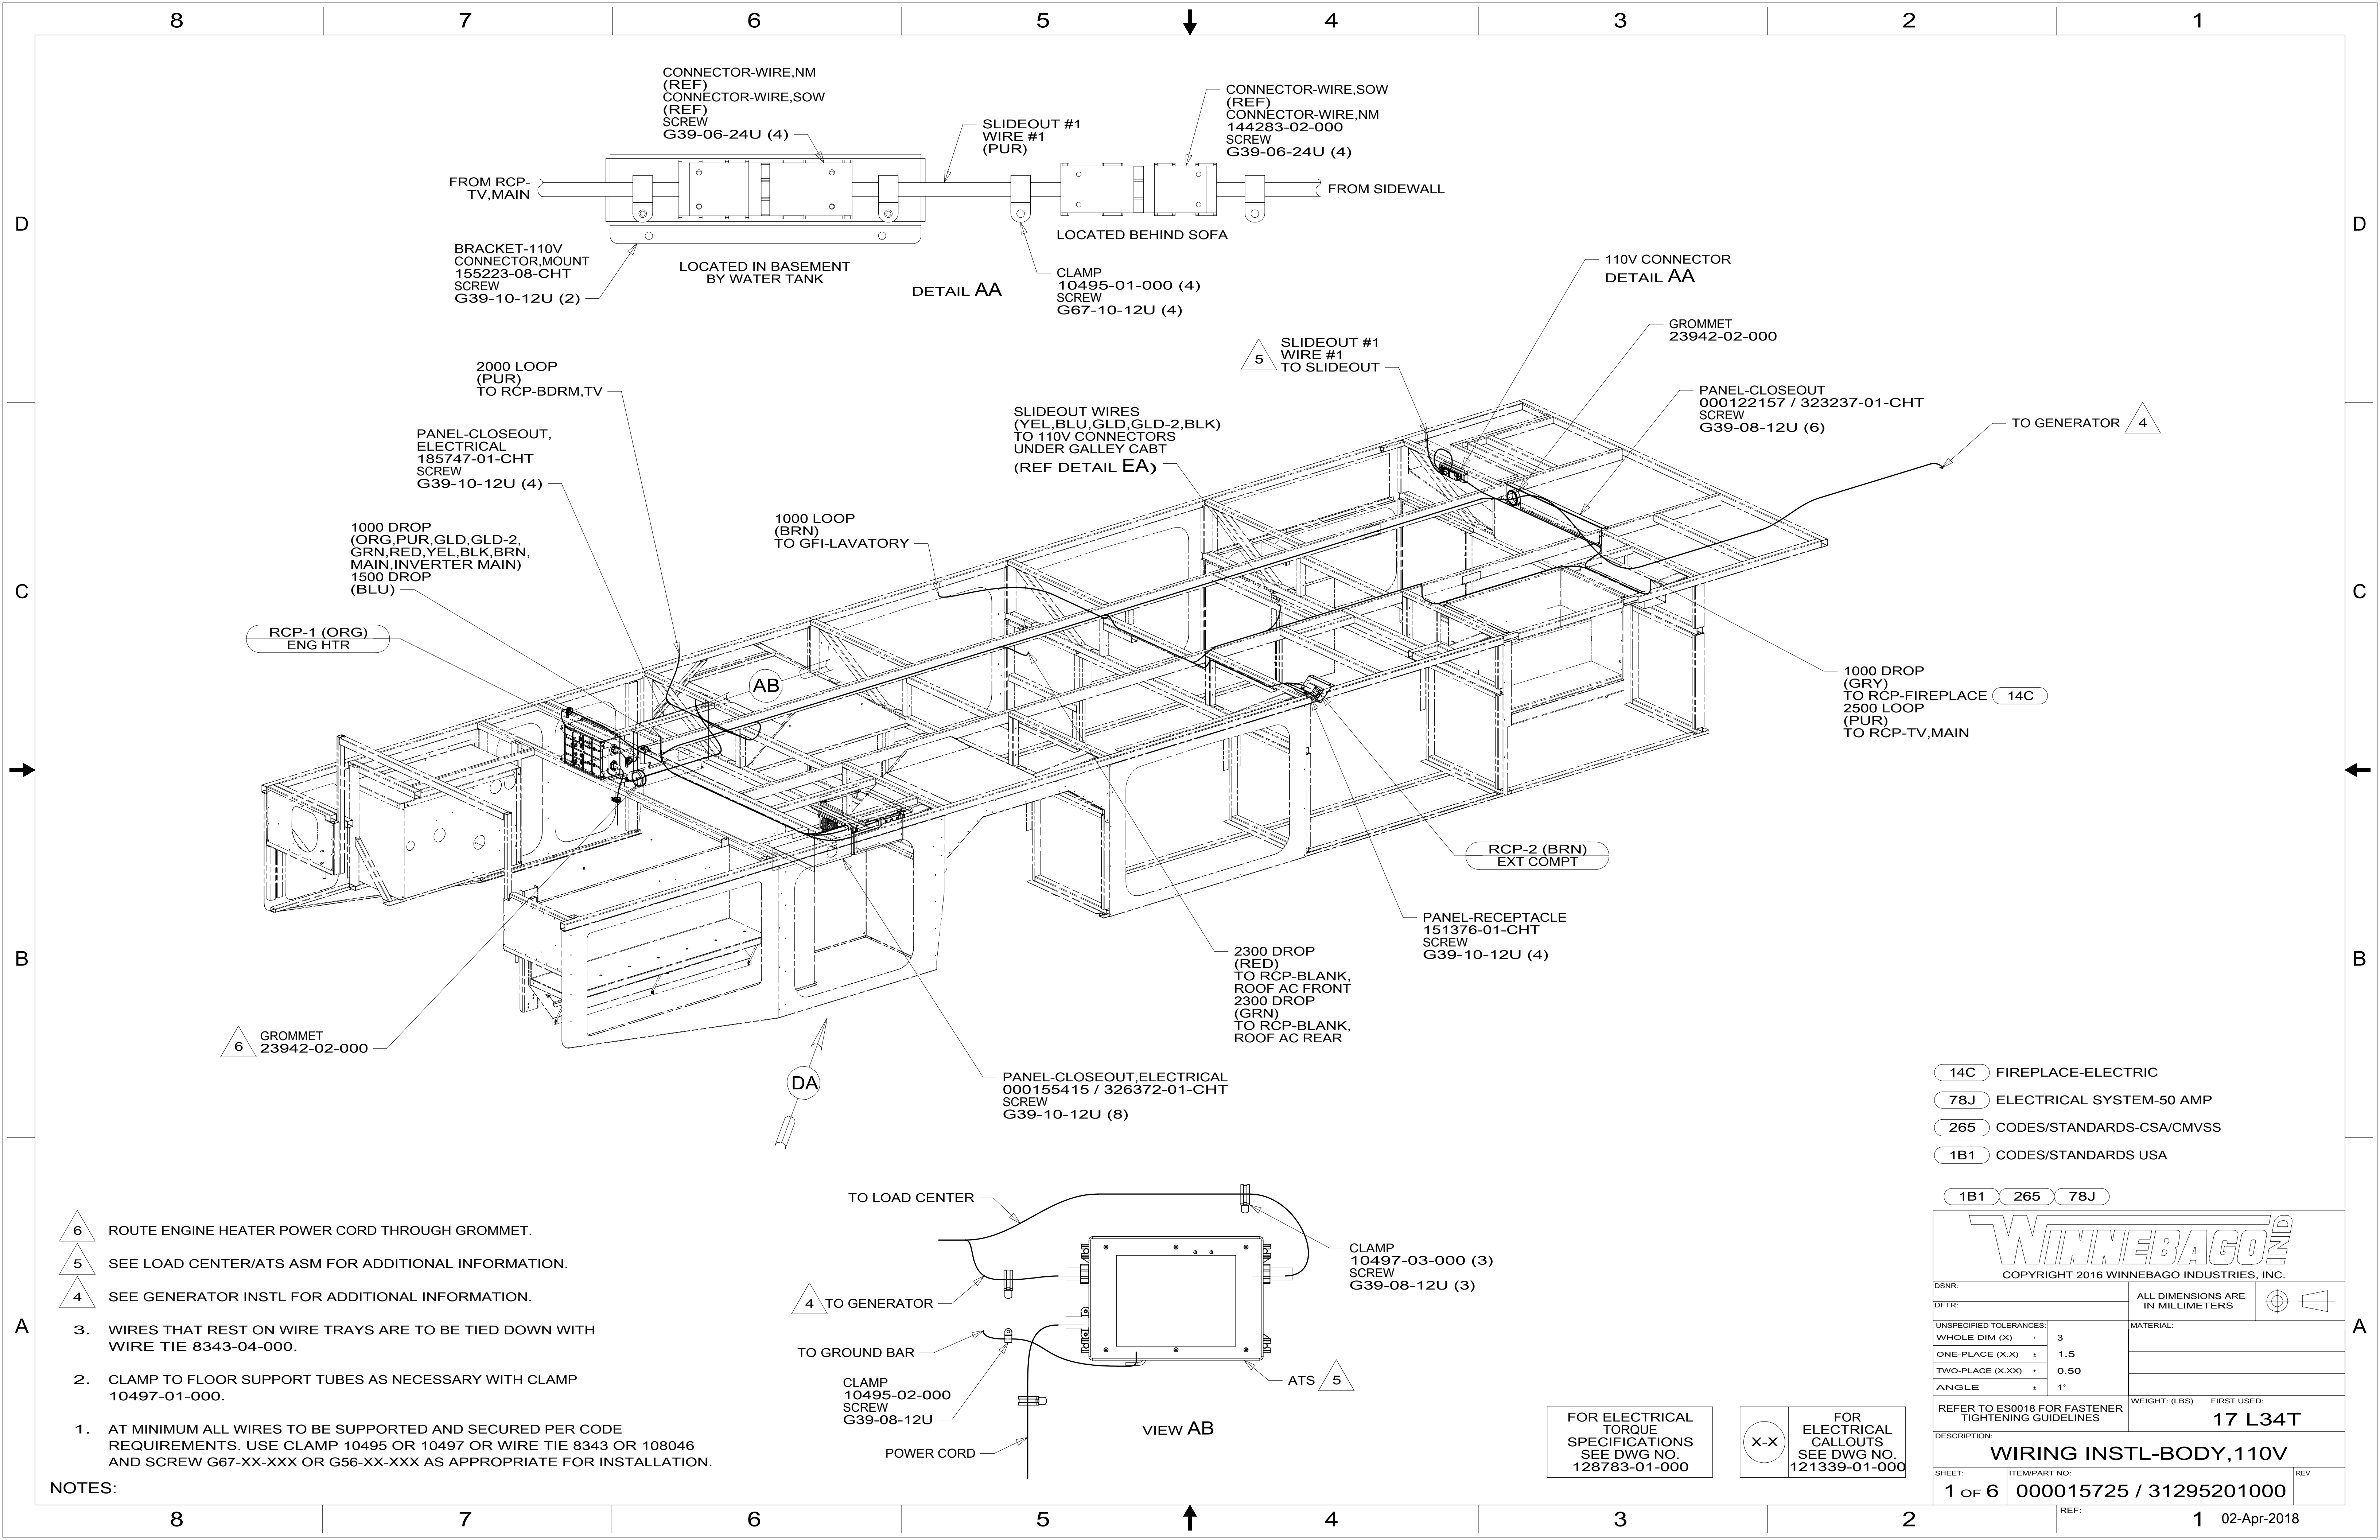 8 7 6 5 4 3 2 1
CONNECTOR-WIRE,NM
(REF)
CONNECTOR-WIRE,SOW
(REF)
SCREW
G39-06-24U (4)
SLIDEOUT #1
WIRE #1
(PUR)
CONNECTOR-WIRE,SOW
(REF)
CONNECTOR-WIRE,NM
144283-02-000
SCREW
G39-06-24U (4)
FROM RCP-
TV,MAIN
FROM SIDEWALL
D
D
BRACKET-110V
CONNECTOR,MOUNT
155223-08-CHT
SCREW
G39-10-12U (2)
LOCATED IN BASEMENT
BY WATER TANK
LOCATED BEHIND SOFA
DETAIL AA
CLAMP
10495-01-000 (4)
SCREW
G67-10-12U (4)
110V CONNECTOR
DETAIL AA
GROMMET
23942-02-000
5
SLIDEOUT #1
WIRE #1
TO SLIDEOUT
2000 LOOP
(PUR)
TO RCP-BDRM,TV
PANEL-CLOSEOUT
000122157 / 323237-01-CHT
SCREW
G39-08-12U (6)
SLIDEOUT WIRES
(YEL,BLU,GLD,GLD-2,BLK)
TO 110V CONNECTORS
UNDER GALLEY CABT
(REF DETAIL EA)
TO GENERATOR 4
PANEL-CLOSEOUT,
ELECTRICAL
185747-01-CHT
SCREW
G39-10-12U (4)
1000 LOOP
(BRN)
TO GFI-LAVATORY
1000 DROP
(ORG,PUR,GLD,GLD-2,
GRN,RED,YEL,BLK,BRN,
MAIN,INVERTER MAIN)
1500 DROP
(BLU)
C
C
RCP-1 (ORG)
ENG HTR
AB
1000 DROP
(GRY)
TO RCP-FIREPLACE 14C
2500 LOOP
(PUR)
TO RCP-TV,MAIN
RCP-2 (BRN)
EXT COMPT
PANEL-RECEPTACLE
151376-01-CHT
SCREW
G39-10-12U (4)
B
B
2300 DROP
(RED)
TO RCP-BLANK,
ROOF AC FRONT
2300 DROP
(GRN)
TO RCP-BLANK,
ROOF AC REAR
6
GROMMET
23942-02-000
DA
PANEL-CLOSEOUT,ELECTRICAL
000155415 / 326372-01-CHT
SCREW
G39-10-12U (8)
14C FIREPLACE-ELECTRIC
78J ELECTRICAL SYSTEM-50 AMP
265 CODES/STANDARDS-CSA/CMVSS
1B1 CODES/STANDARDS USA
1B1 265 78J
TO LOAD CENTER
CLAMP
10497-03-000 (3)
SCREW
G39-08-12U (3)
4 TO GENERATOR
TO GROUND BAR
CLAMP
10495-02-000
SCREW
G39-08-12U
ATS 5
POWER CORD
VIEW AB
6 ROUTE ENGINE HEATER POWER CORD THROUGH GROMMET.
5 SEE LOAD CENTER/ATS ASM FOR ADDITIONAL INFORMATION.
4 SEE GENERATOR INSTL FOR ADDITIONAL INFORMATION.
A
A
3. WIRES THAT REST ON WIRE TRAYS ARE TO BE TIED DOWN WITH
WIRE TIE 8343-04-000.
2. CLAMP TO FLOOR SUPPORT TUBES AS NECESSARY WITH CLAMP
10497-01-000.
1. AT MINIMUM ALL WIRES TO BE SUPPORTED AND SECURED PER CODE
REQUIREMENTS. USE CLAMP 10495 OR 10497 OR WIRE TIE 8343 OR 108046
AND SCREW G67-XX-XXX OR G56-XX-XXX AS APPROPRIATE FOR INSTALLATION.
NOTES:
FOR ELECTRICAL
TORQUE
SPECIFICATIONS
SEE DWG NO.
128783-01-000
X-X
FOR
ELECTRICAL
CALLOUTS
SEE DWG NO.
121339-01-000
WINNEBAGO IND
COPYRIGHT 2016 WINNEBAGO INDUSTRIES, INC.
DSNR:
DFTR:
ALL DIMENSIONS ARE
IN MILLIMETERS
UNSPECIFIED TOLERANCES:
WHOLE DIM (X) ± 3
ONE-PLACE (X.X) ± 1.5
TWO-PLACE (X.XX) ± 0.50
ANGLE ± 1°
MATERIAL:
REFER TO ES0018 FOR FASTENER
TIGHTENING GUIDELINES
WEIGHT: (LBS)
FIRST USED:
17 L34T
DESCRIPTION:
WIRING INSTL-BODY,110V
SHEET:
1 OF 6
ITEM/PART NO:
000015725 / 31295201000
REV
REF:
8 7 6 5 4 3 2 1
02-Apr-2018